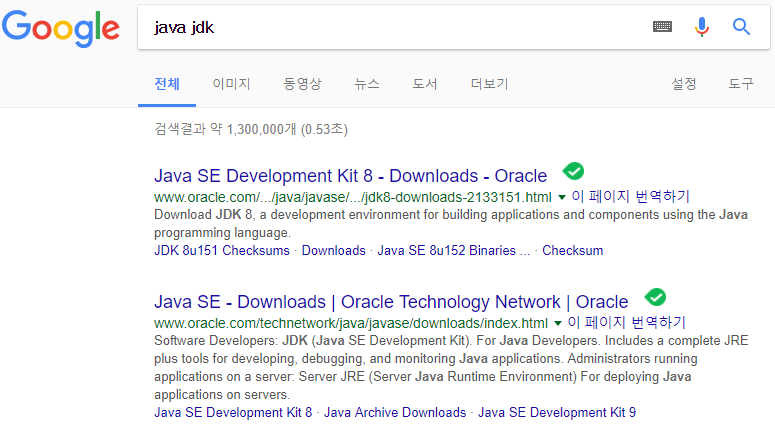 Google java jdk
전체 이미지 동영상 뉴스 도서 더보기 설정 도구
검색결과 약 1,300,000개 (0.53초)
Java SE Development Kit 8 - Downloads - Oracle
www.oracle.com/.../java/javase/.../jdk8-downloads-2133151.html ▼ 이 페이지 번역하기
Download JDK 8, a development environment for building applications and components using the Java
programming language.
JDK 8u151 Checksums · Downloads · Java SE 8u152 Binaries ... · Checksum
Java SE - Downloads | Oracle Technology Network | Oracle
www.oracle.com/technetwork/java/javase/downloads/index.html ▼ 이 페이지 번역하기
Software Developers: JDK (Java SE Development Kit). For Java Developers. Includes a complete JRE
plus tools for developing, debugging, and monitoring Java applications. Administrators running
applications on a server: Server JRE (Server Java Runtime Environment) For deploying Java
applications on servers.
Java SE Development Kit 8 · Java Archive Downloads · Java SE Development Kit 9